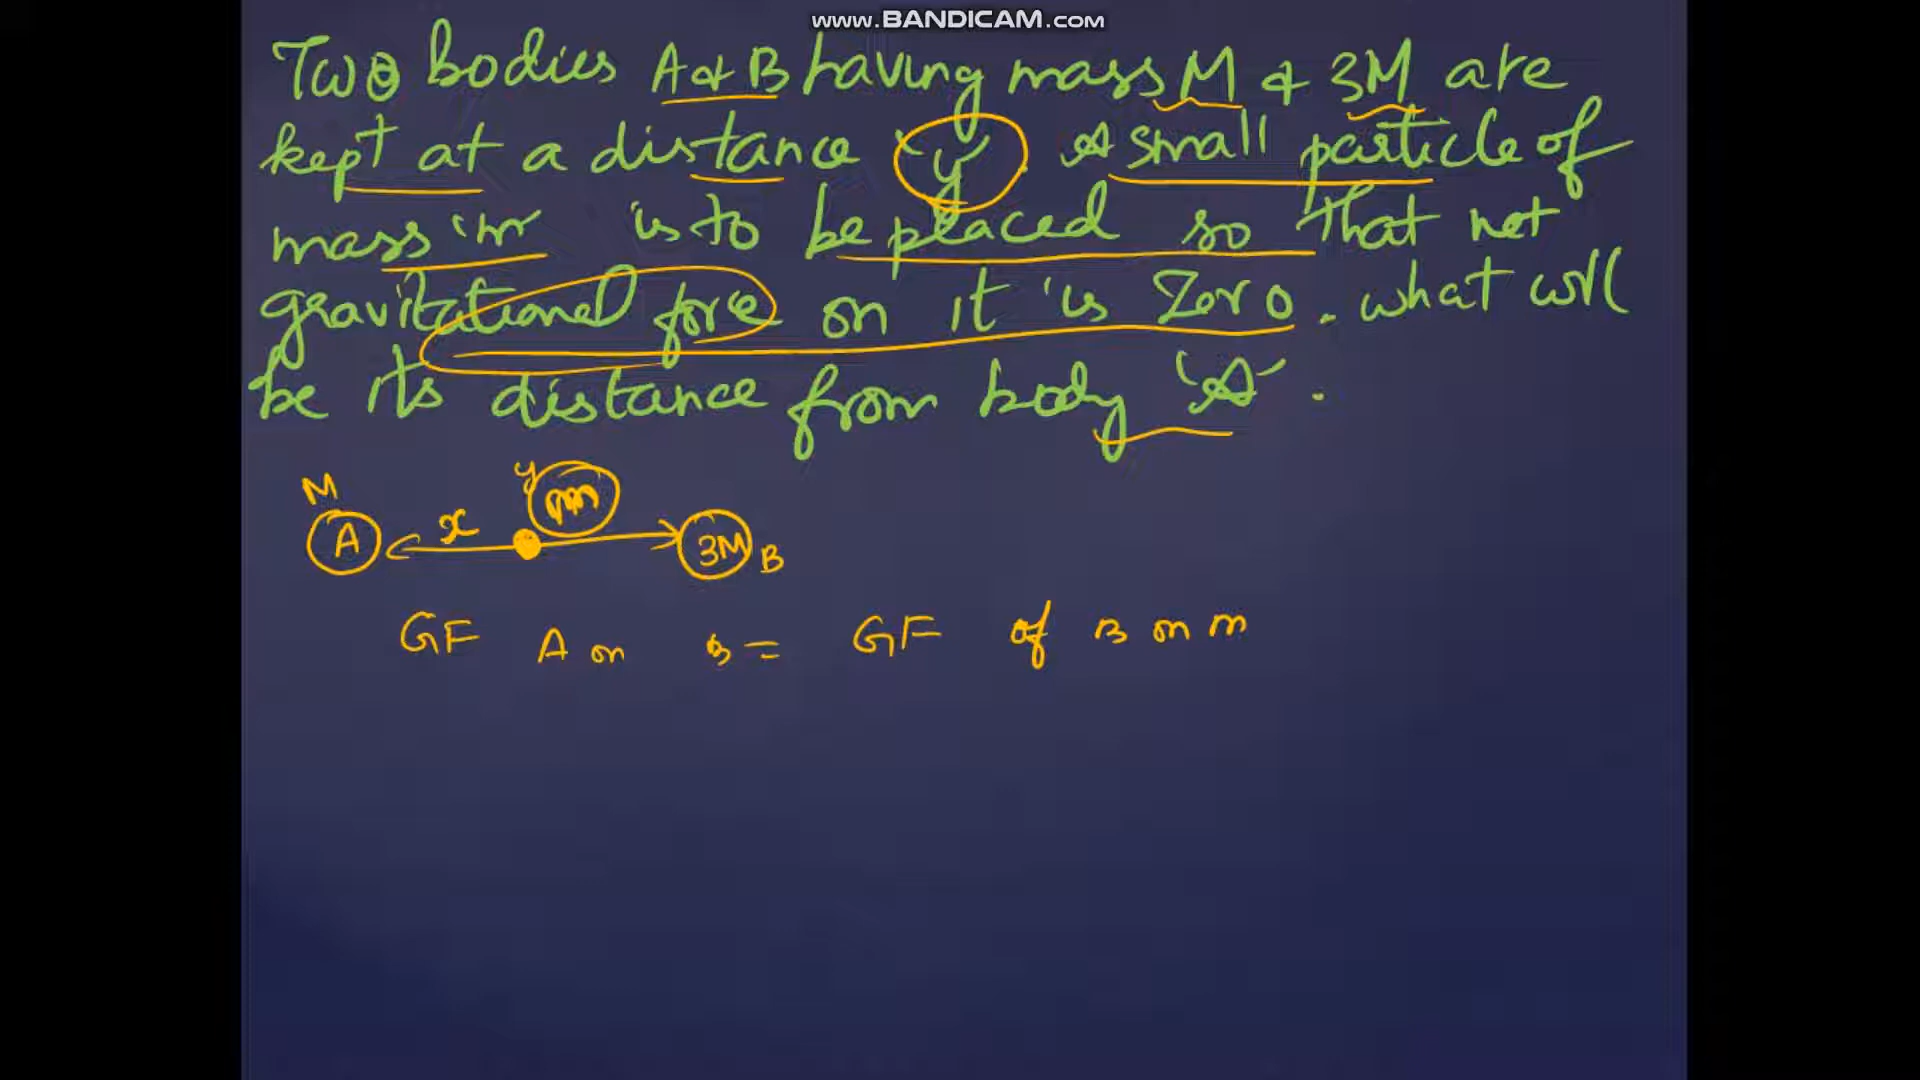 www.BANDICAM.com
Two bodies A & B having mass M & 3M are
kept at a distance 'y'. A small particle of
mass 'm' is to be placed so that net
gravitational force on it is Zero. what will
be its distance from body 'A'.
M
y m
A x 3M B
GF A on = GF of B on m